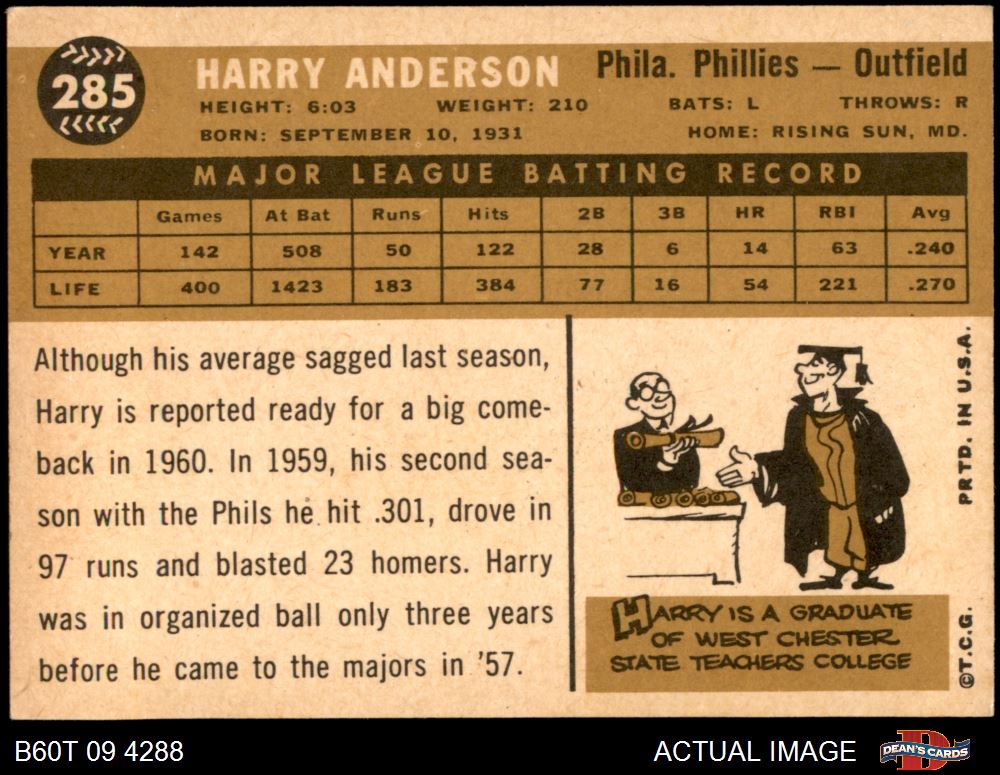 285
HARRY ANDERSON
Phila. Phillies — Outfield
HEIGHT: 6:03 WEIGHT: 210 BATS: L THROWS: R
BORN: SEPTEMBER 10, 1931 HOME: RISING SUN, MD.
MAJOR LEAGUE BATTING RECORD
Games At Bat Runs Hits 2B 3B HR RBI Avg
YEAR 142 508 50 122 28 6 14 63 .240
LIFE 400 1423 183 384 77 16 54 221 .270
Although his average sagged last season,
Harry is reported ready for a big come-
back in 1960. In 1959, his second sea-
son with the Phils he hit .301, drove in
97 runs and blasted 23 homers. Harry
was in organized ball only three years
before he came to the majors in '57.
HARRY IS A GRADUATE
OF WEST CHESTER
STATE TEACHERS COLLEGE
PRTD. IN U.S.A.
©T.C.G.
B60T 09 4288
ACTUAL IMAGE
DEAN'S CARDS